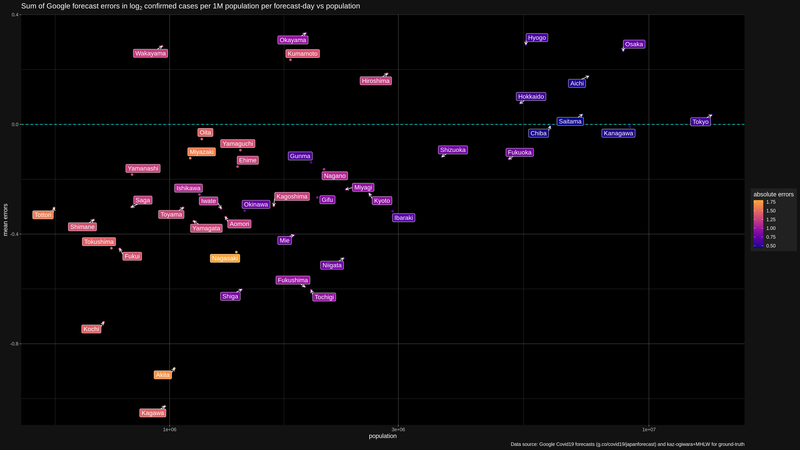 Sum of Google forecast errors in log2 confirmed cases per 1M population per forecast-day vs population
0.4
Hyogo
Okayama
Osaka
Wakayama
Kumamoto
Hiroshima
Aichi
Hokkaido
Saitama
Tokyo
0.0
Oita
Chiba
Kanagawa
Yamaguchi
Miyazaki
Shizuoka
Fukuoka
Gunma
Ehime
Yamanashi
Nagano
Ishikawa
Miyagi
Kagoshima
Saga
Iwate
Gifu
Kyoto
Okinawa
Tottori
Toyama
Ibaraki
Shimane
Aomori
Yamagata
-0.4
Tokushima
Mie
Fukui
Nagasaki
Niigata
Fukushima
Shiga
Tochigi
Kochi
-0.8
Akita
Kagawa
mean errors
1e+06
3e+06
1e+07
population
absolute errors
1.75
1.50
1.25
1.00
0.75
0.50
Data source: Google Covid19 forecasts (g.co/covid19/japanforecast) and kaz-ogiwara+MHLW for ground-truth